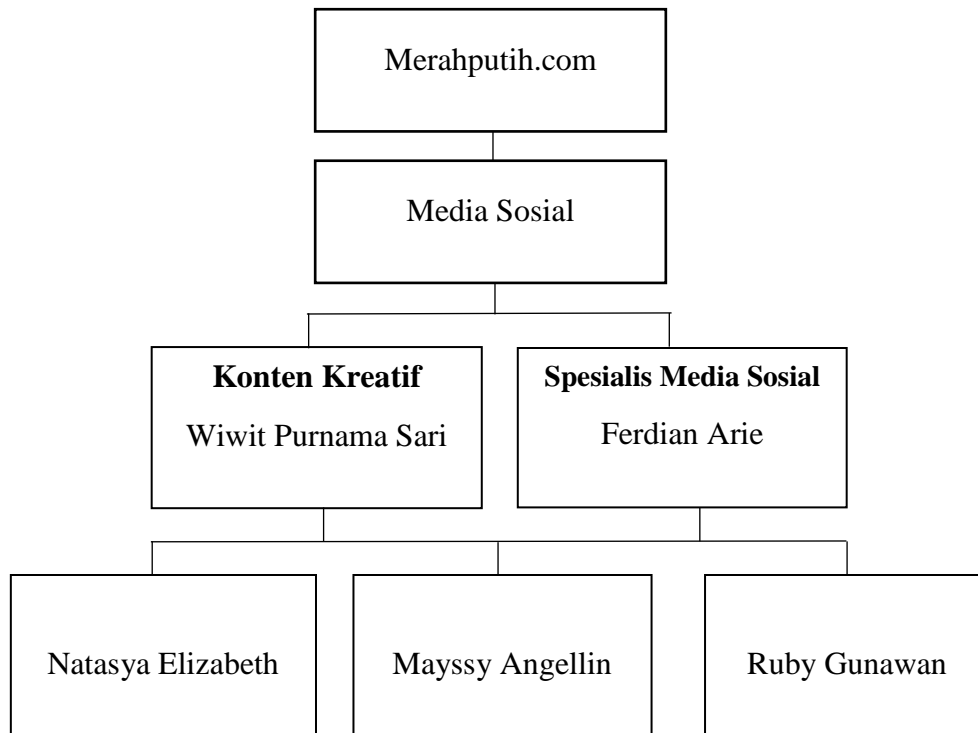 Merahputih.com
Media Sosial
Konten Kreatif
Wiwit Purnama Sari
Spesialis Media Sosial
Ferdian Arie
Natasya Elizabeth
Mayssy Angellin
Ruby Gunawan